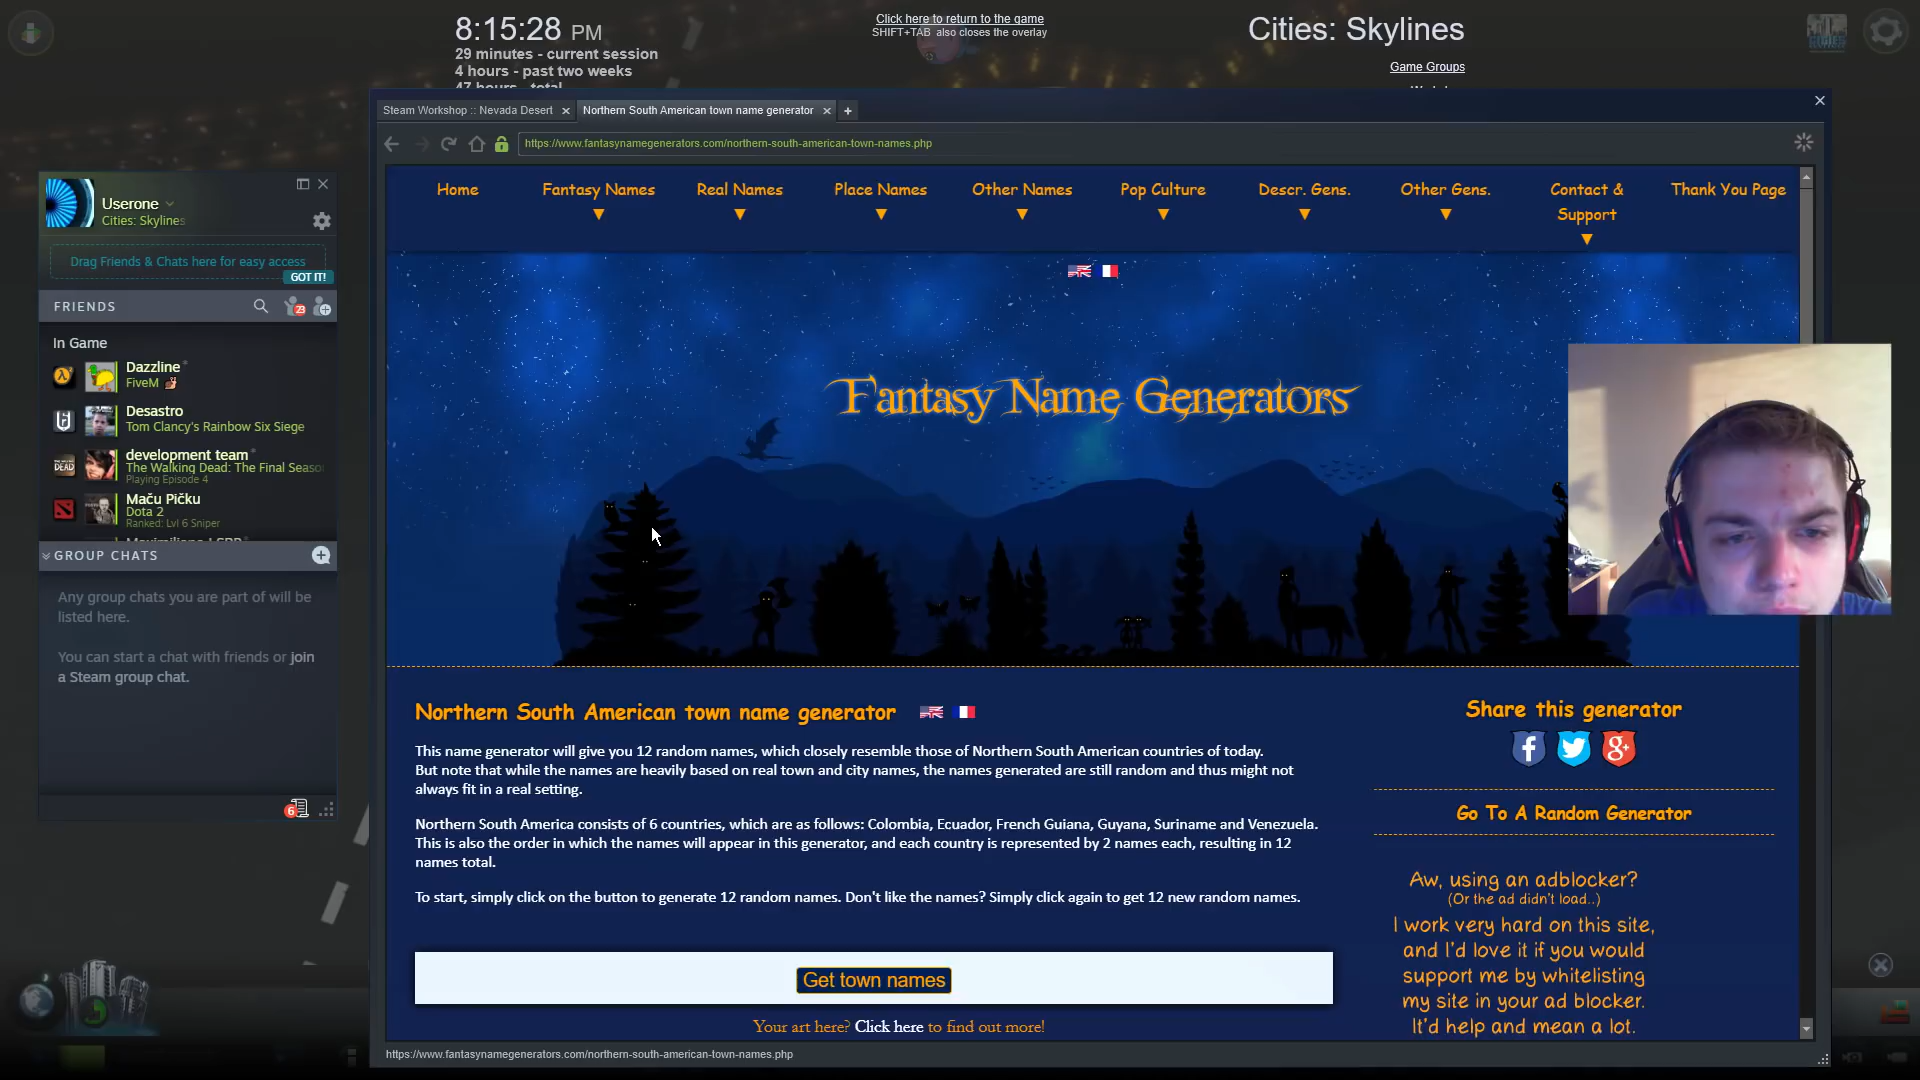 8:15:28 PM
29 minutes - current session
4 hours - past two weeks
47 hours - total
Click here to return to the game
SHIFT+TAB also closes the overlay
Cities: Skylines
Game Groups
Steam Workshop :: Nevada Desert
Northern South American town name generator
https://www.fantasynamegenerators.com/northern-south-american-town-names.php
Userone
Cities: Skylines
Drag Friends & Chats here for easy access
GOT IT!
FRIENDS
23
In Game
Dazzline
FiveM
Desastro
Tom Clancy's Rainbow Six Siege
development team
The Walking Dead: The Final Seaso
Playing Episode 4
Maču Pičku
Dota 2
Ranked: Lvl 6 Sniper
GROUP CHATS
Any group chats you are part of will be
listed here.
You can start a chat with friends or join
a Steam group chat.
6
Home
Fantasy Names
Real Names
Place Names
Other Names
Pop Culture
Descr. Gens.
Other Gens.
Contact &
Support
Thank You Page
Fantasy Name Generators
Northern South American town name generator
This name generator will give you 12 random names, which closely resemble those of Northern South American countries of today.
But note that while the names are heavily based on real town and city names, the names generated are still random and thus might not
always fit in a real setting.
Northern South America consists of 6 countries, which are as follows: Colombia, Ecuador, French Guiana, Guyana, Suriname and Venezuela.
This is also the order in which the names will appear in this generator, and each country is represented by 2 names each, resulting in 12
names total.
To start, simply click on the button to generate 12 random names. Don't like the names? Simply click again to get 12 new random names.
Get town names
Your art here? Click here to find out more!
Share this generator
Go To A Random Generator
Aw, using an adblocker?
(Or the ad didn't load..)
I work very hard on this site,
and I'd love it if you would
support me by whitelisting
my site in your ad blocker.
It'd help and mean a lot.
https://www.fantasynamegenerators.com/northern-south-american-town-names.php